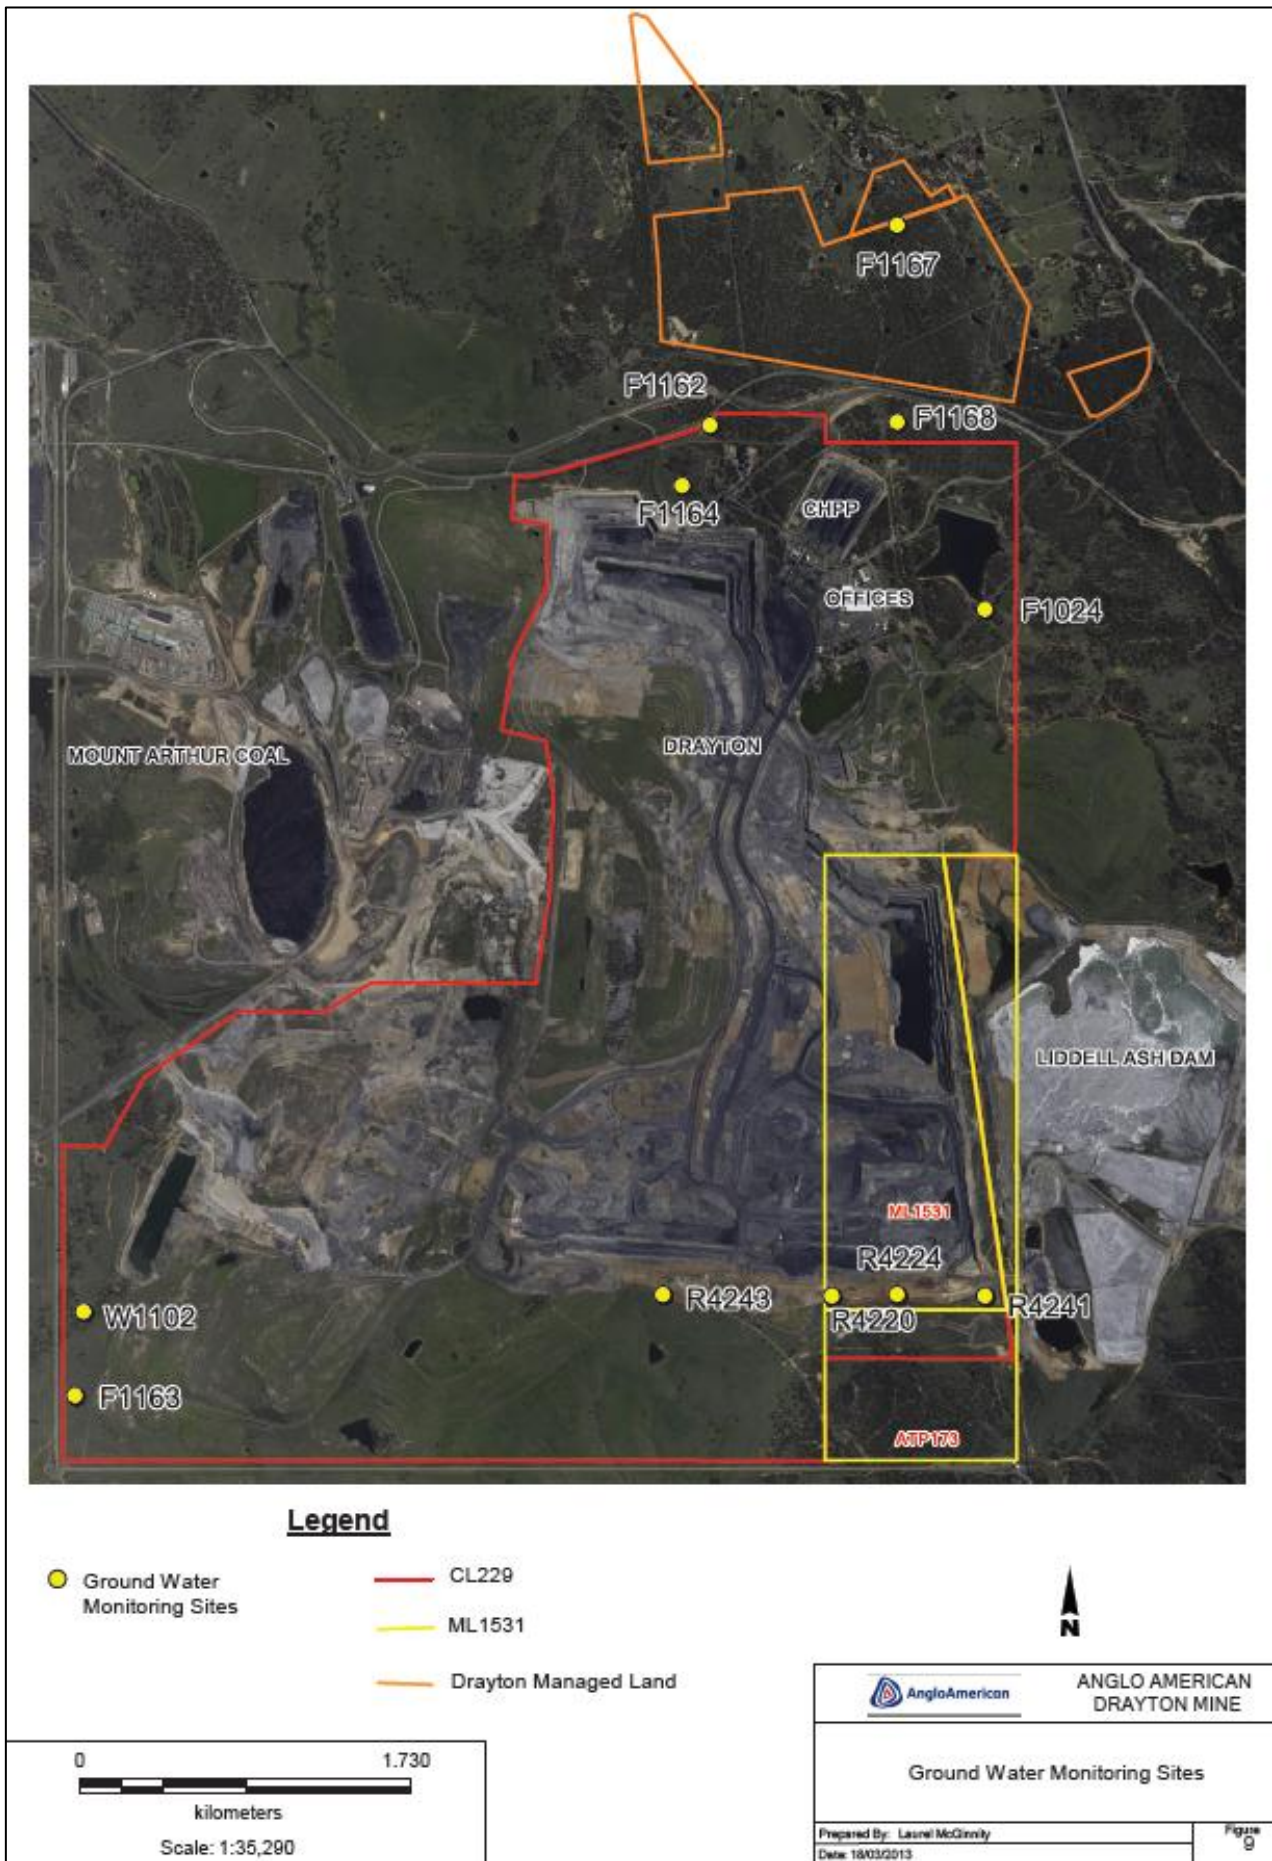 F1167
F1162
F1168
F1164
CHPP
OFFICES
F1024
MOUNT ARTHUR COAL
DRAYTON
LIDDELL ASH DAM
ML1531
R4224
W1102
R4243
R4220
R4241
F1163
ATP173
Legend
Ground Water
Monitoring Sites
CL229
ML1531
Drayton Managed Land
N
AngloAmerican
ANGLO AMERICAN
DRAYTON MINE
Ground Water Monitoring Sites
0 1.730
kilometers
Scale: 1:35,290
Prepared By: Laurel McGinnity
Date: 18/03/2013
Figure
9